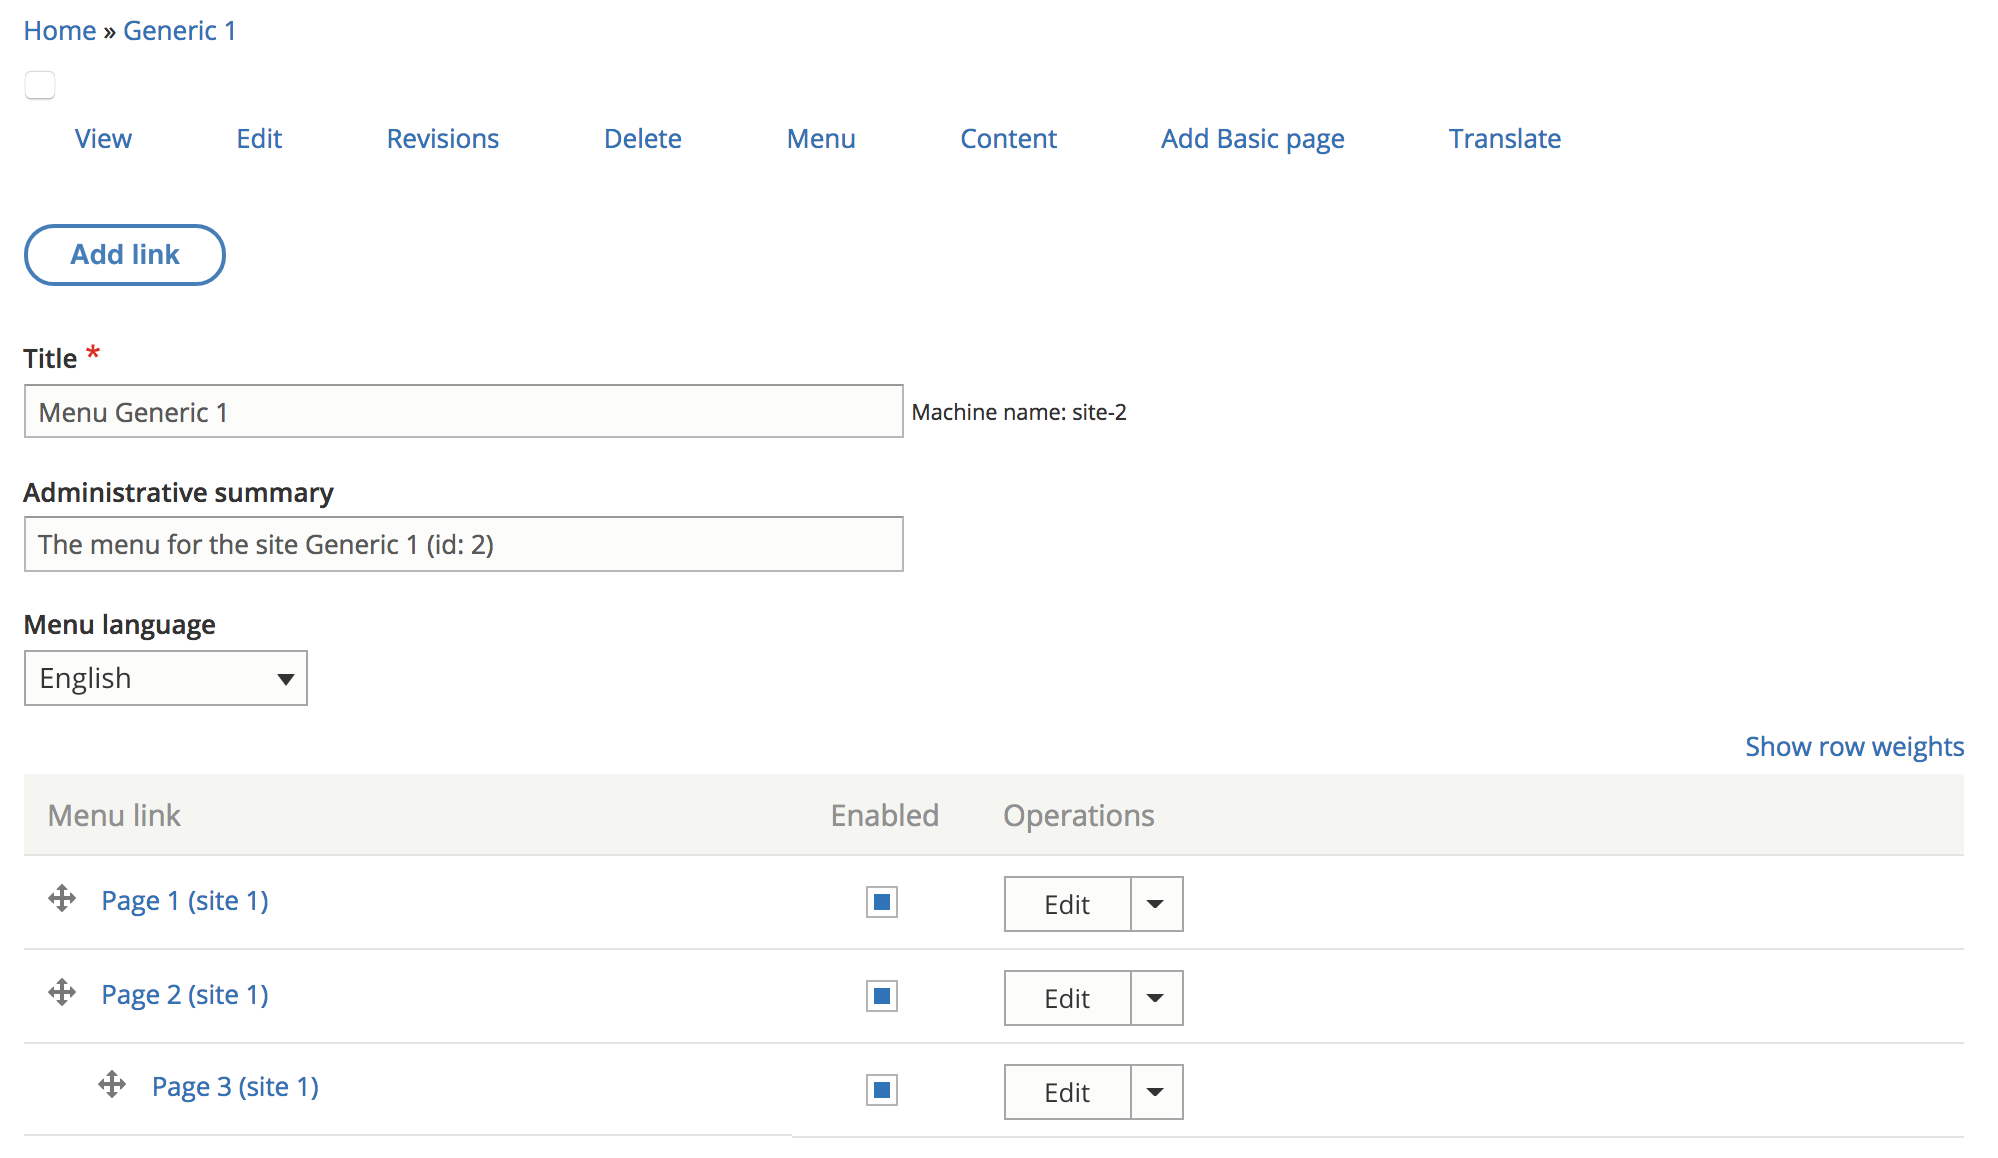 Home » Generic 1
View Edit Revisions Delete Menu Content Add Basic page Translate
Add link
Title *
Menu Generic 1 Machine name: site-2
Administrative summary
The menu for the site Generic 1 (id: 2)
Menu language
English
Show row weights
Menu link Enabled Operations
Page 1 (site 1) Edit
Page 2 (site 1) Edit
Page 3 (site 1) Edit